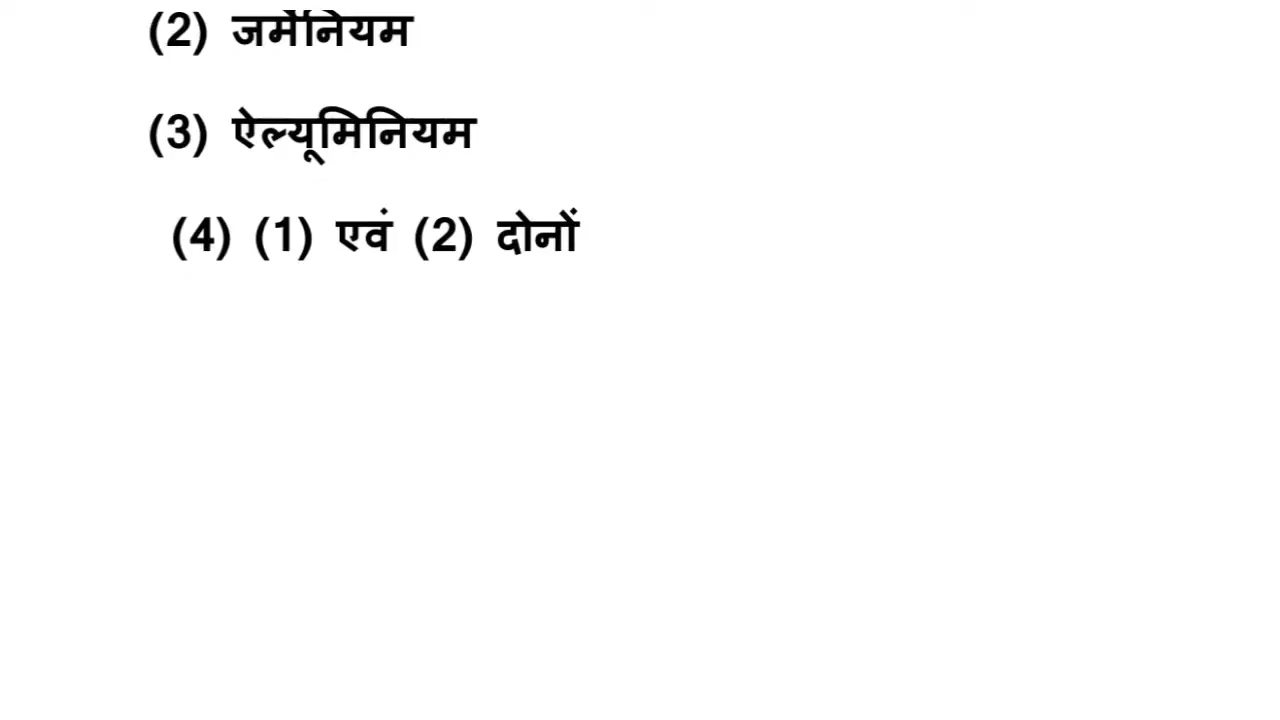 (2) जर्मेनियम
(3) ऐल्यूमिनियम
(4) (1) एवं (2) दोनों